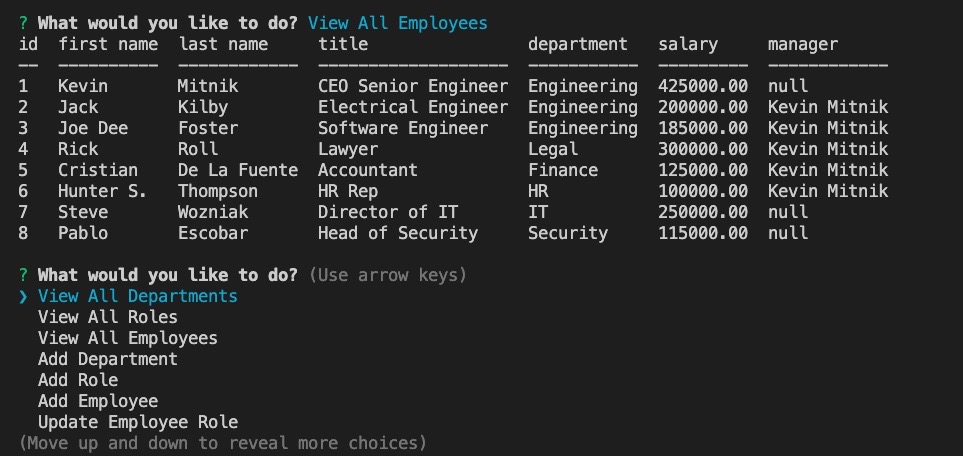 ? What would you like to do? View All Employees
id  first name  last name     title                department   salary     manager
──  ──────────  ────────────  ───────────────────  ───────────  ─────────  ────────────
1   Kevin       Mitnik        CEO Senior Engineer  Engineering  425000.00  null
2   Jack        Kilby         Electrical Engineer  Engineering  200000.00  Kevin Mitnik
3   Joe Dee     Foster        Software Engineer    Engineering  185000.00  Kevin Mitnik
4   Rick        Roll          Lawyer               Legal        300000.00  Kevin Mitnik
5   Cristian    De La Fuente  Accountant           Finance      125000.00  Kevin Mitnik
6   Hunter S.   Thompson      HR Rep               HR           100000.00  Kevin Mitnik
7   Steve       Wozniak       Director of IT       IT           250000.00  null
8   Pablo       Escobar       Head of Security     Security     115000.00  null

? What would you like to do? (Use arrow keys)
❯ View All Departments
  View All Roles
  View All Employees
  Add Department
  Add Role
  Add Employee
  Update Employee Role
(Move up and down to reveal more choices)